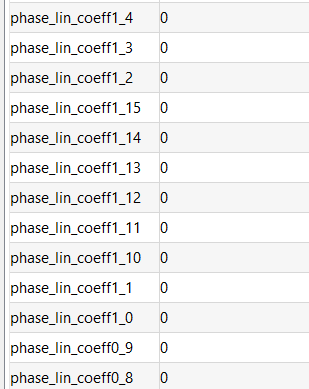 phase_lin_coeff1_4 0
phase_lin_coeff1_3 0
phase_lin_coeff1_2 0
phase_lin_coeff1_15 0
phase_lin_coeff1_14 0
phase_lin_coeff1_13 0
phase_lin_coeff1_12 0
phase_lin_coeff1_11 0
phase_lin_coeff1_10 0
phase_lin_coeff1_1 0
phase_lin_coeff1_0 0
phase_lin_coeff0_9 0
phase_lin_coeff0_8 0